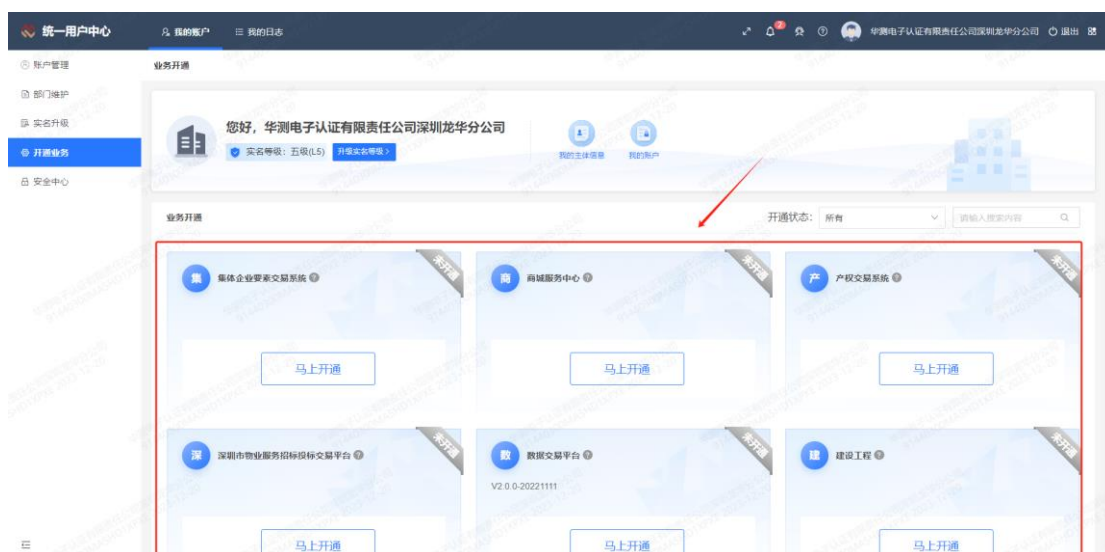 统一用户中心 我的账户 我的日志 2 华测电子认证有限责任公司深圳龙华分公司 退出
账户管理
业务开通
部门维护
实名升级
开通业务
安全中心
您好，华测电子认证有限责任公司深圳龙华分公司
实名等级：五级(L5) 升级实名等级 >
我的主体信息 我的账户
业务开通 开通状态： 所有 请输入搜索内容
集 集体企业要素交易系统 未开通
商 商城服务中心 未开通
产 产权交易系统 未开通
马上开通 马上开通 马上开通
深 深圳市物业服务招标投标交易平台 未开通
数 数据交易平台 未开通
V2.0.0-20221111
建 建设工程 未开通
马上开通 马上开通 马上开通